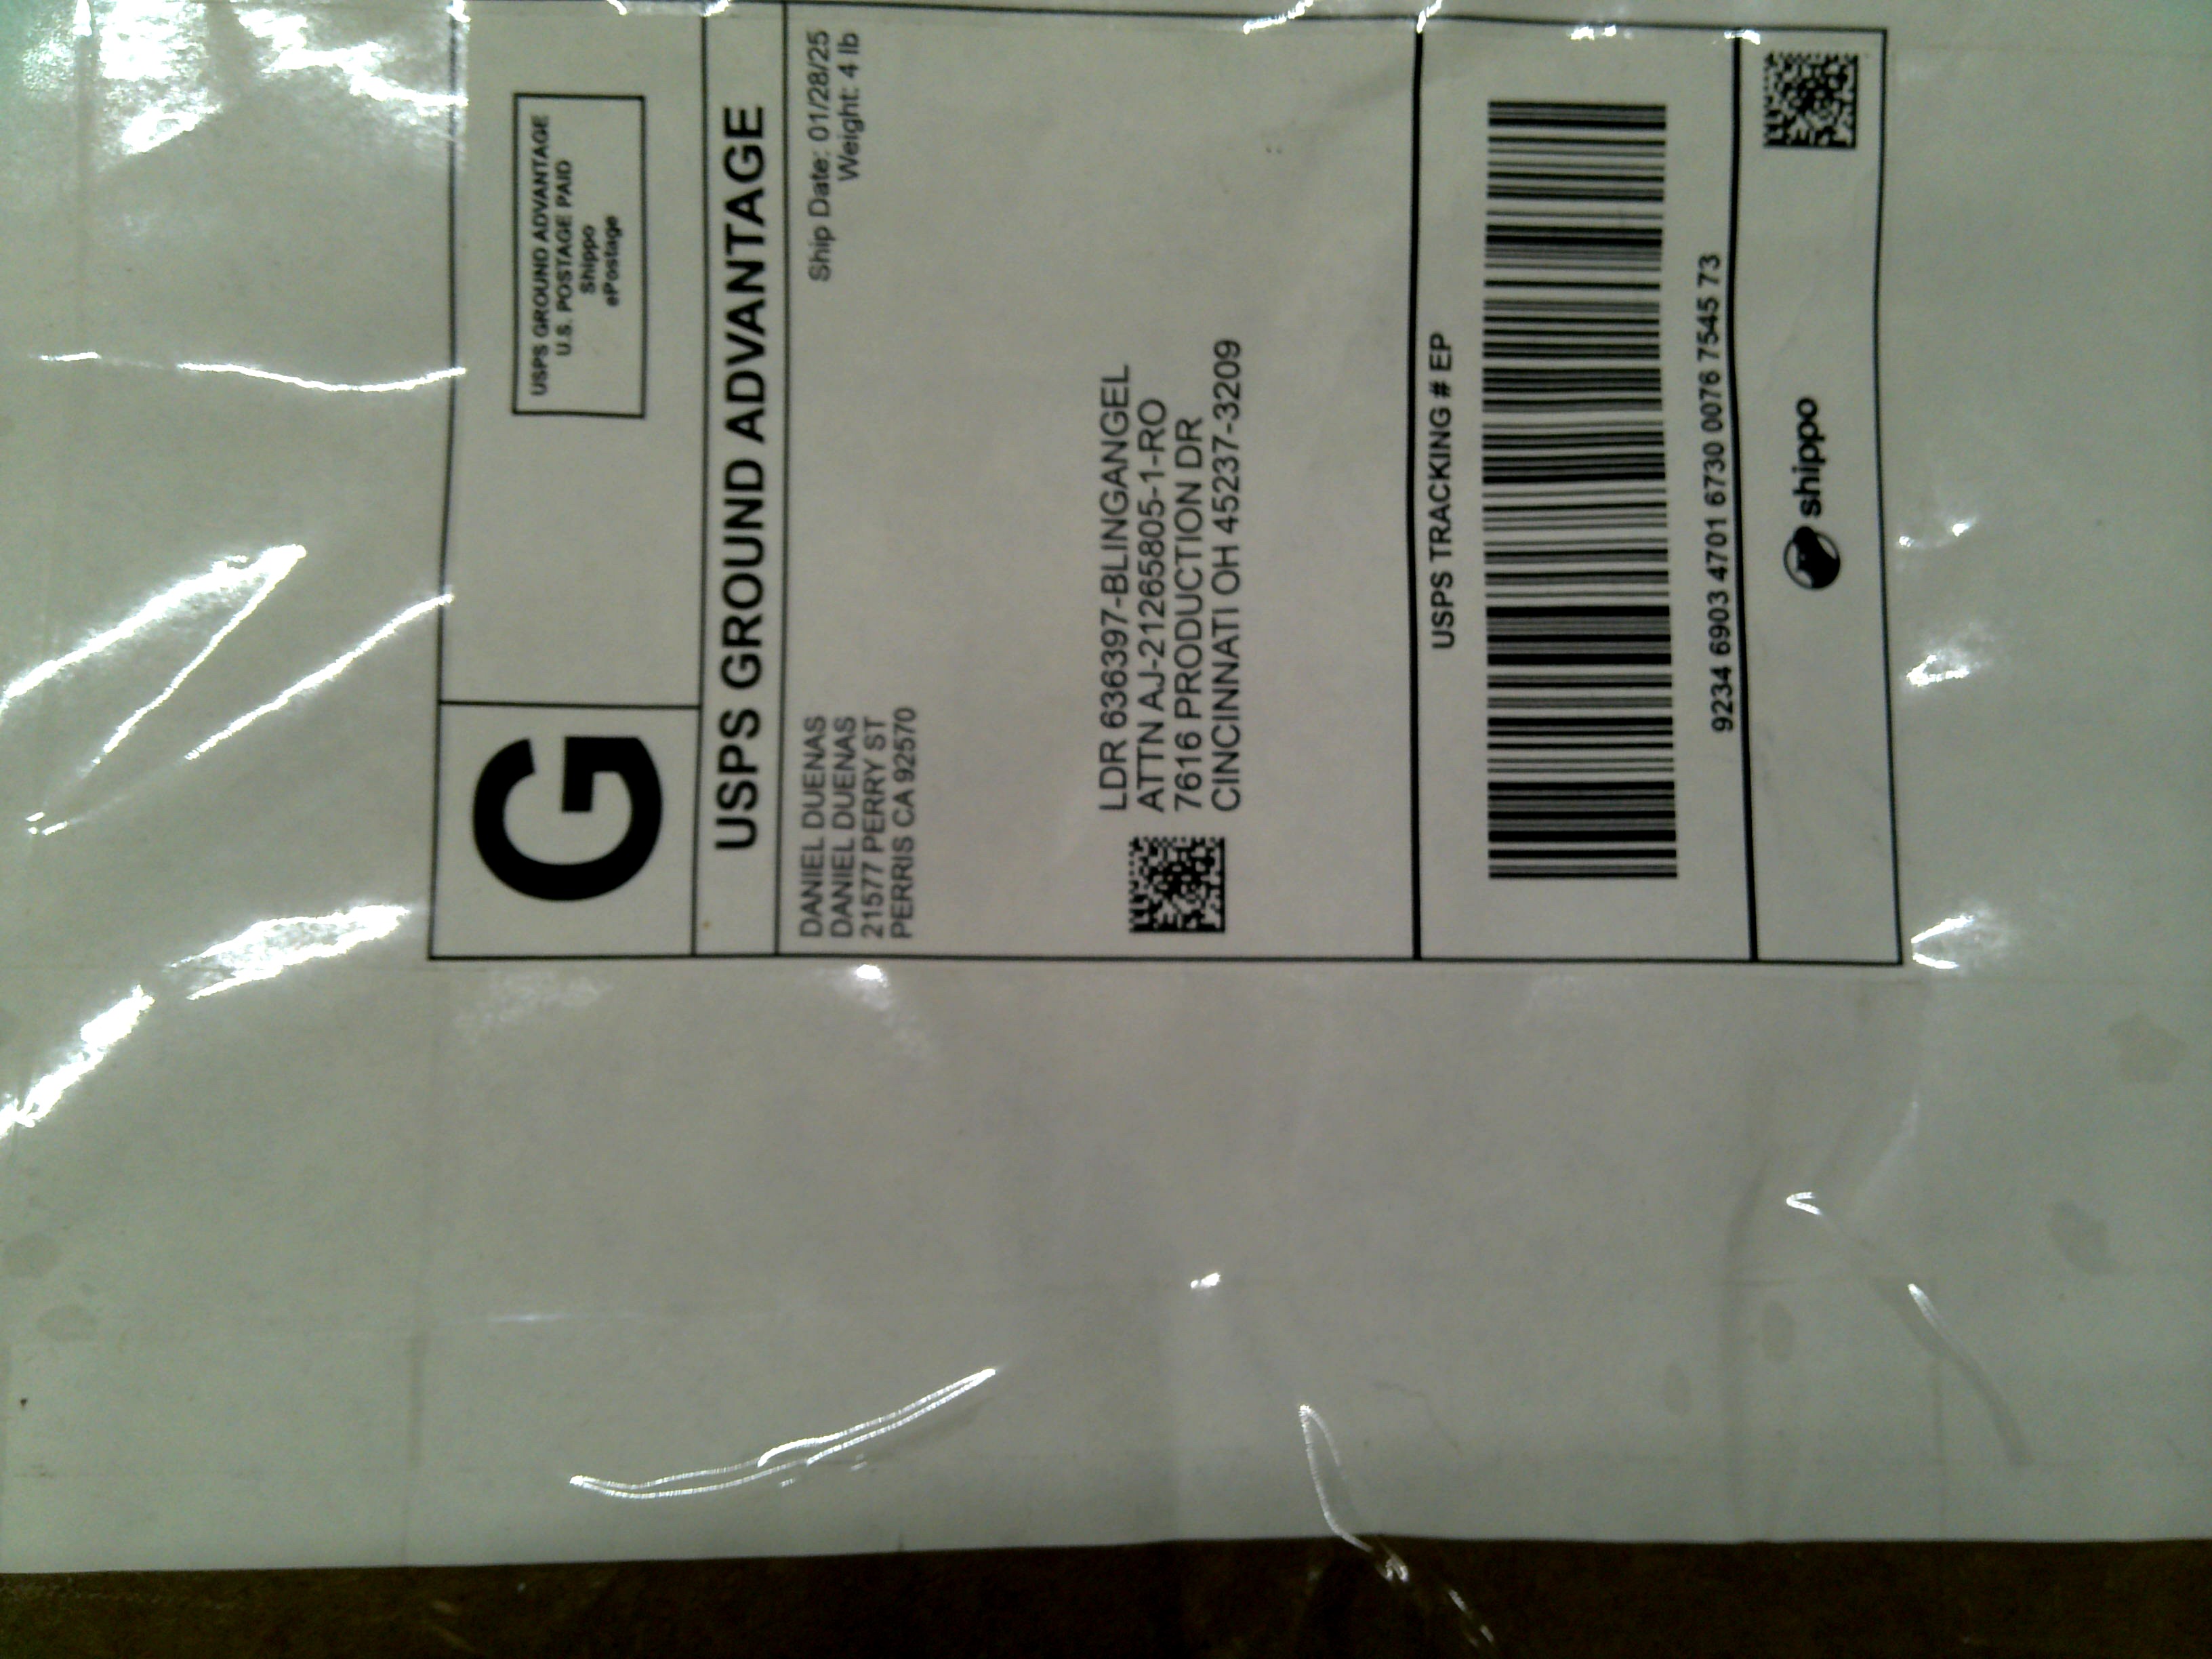 G
USPS GROUND ADVANTAGE
U.S. POSTAGE PAID
Shippo
ePostage
USPS GROUND ADVANTAGE
DANIEL DUENAS
DANIEL DUENAS
21577 PERRY ST
PERRIS CA 92570
Ship Date: 01/28/25
Weight: 4 lb
LDR 636397-BLINGANGEL
ATTN AJ-21265805-1-RO
7616 PRODUCTION DR
CINCINNATI OH 45237-3209
USPS TRACKING # EP
9234 6903 4701 6730 0076 7545 73
shippo